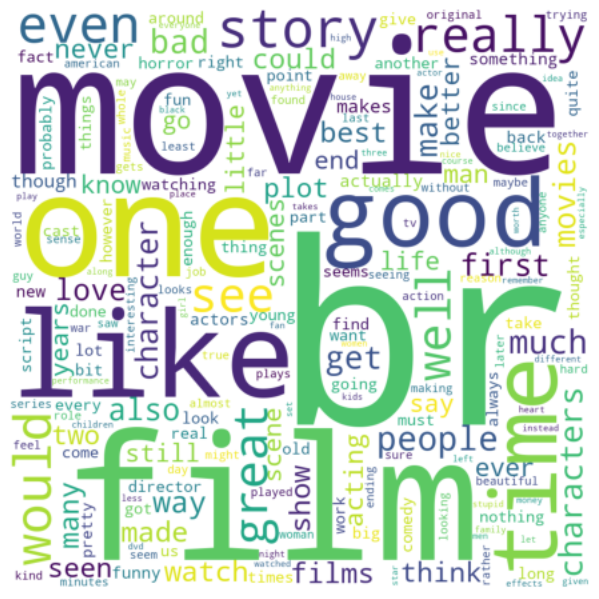 even
story
really
around
everyone
high
give
original
trying
fact
never
bad
could
another
something
american
horror
right
point
away
actor
idea
movie
probably
things
may
whole
fun
yet
anything
use
quite
music
go
found
house
makes
make
better
since
together
gets
black
last
nice
back
course
least
best
three
believe
though
little
far
end
actually
man
maybe
play
know
watching
comes
without
movies
one
plot
good
world
place
cast
however
enough
scenes
takes
part
tv
worth
anyone
especially
sense
thing
seems
seeing
life
first
although
guy
along
job
see
reason
remember
thought
new
love
character
looks
action
script
years
done
interesting
girl
young
like
br
well
war
saw
actors
fan
find
get
take
much
lot
true
want
say
later
different
hard
bit
plays
going
making
women
always
performance
time
series
every
also
almost
set
kids
heart
role
look
great
must
people
instead
feel
children
real
old
sure
ever
characters
would
two
still
scene
left
beautiful
come
might
film
acting
day
show
ending
looking
nothing
many
director
way
played
work
comedy
stupid
money
pretty
got
less
woman
big
family
men
long
made
rather
seen
seem
us
dvd
night
star
let
kind
funny
watch
watched
times
films
think
minutes
effects
given